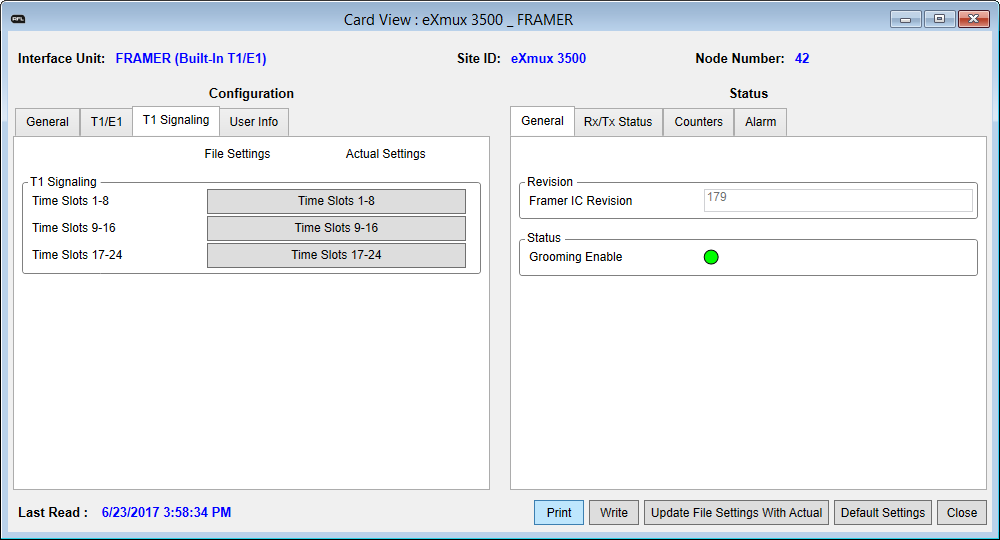 RFL
Card View : eXmux 3500 _ FRAMER
Interface Unit: FRAMER (Built-In T1/E1) Site ID: eXmux 3500 Node Number: 42
Configuration
General T1/E1 T1 Signaling User Info
File Settings Actual Settings
T1 Signaling
Time Slots 1-8 Time Slots 1-8
Time Slots 9-16 Time Slots 9-16
Time Slots 17-24 Time Slots 17-24
Status
General Rx/Tx Status Counters Alarm
Revision
Framer IC Revision 179
Status
Grooming Enable
Last Read : 6/23/2017 3:58:34 PM
Print Write Update File Settings With Actual Default Settings Close